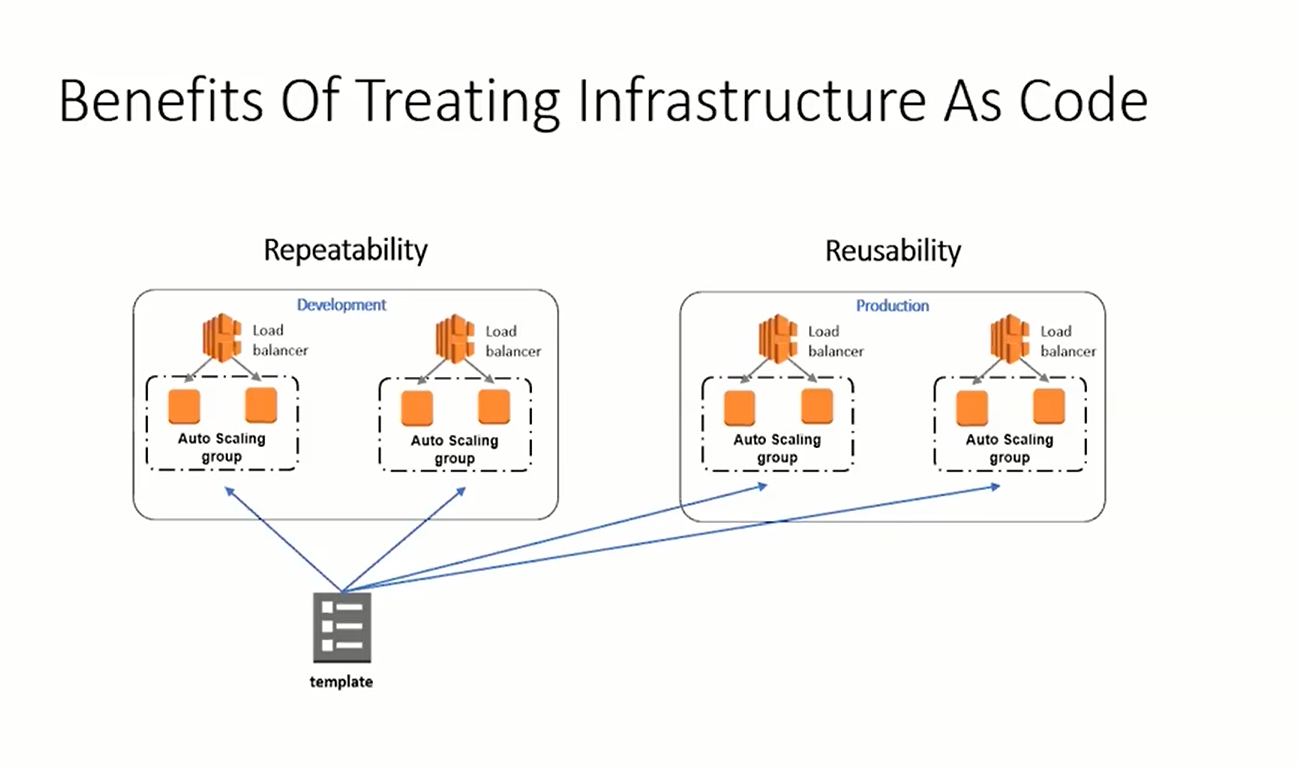 Benefits Of Treating Infrastructure As Code
Repeatability
Reusability
Development
Load
balancer
Load
balancer
Auto Scaling
group
Auto Scaling
group
Production
Load
balancer
Load
balancer
Auto Scaling
group
Auto Scaling
group
template